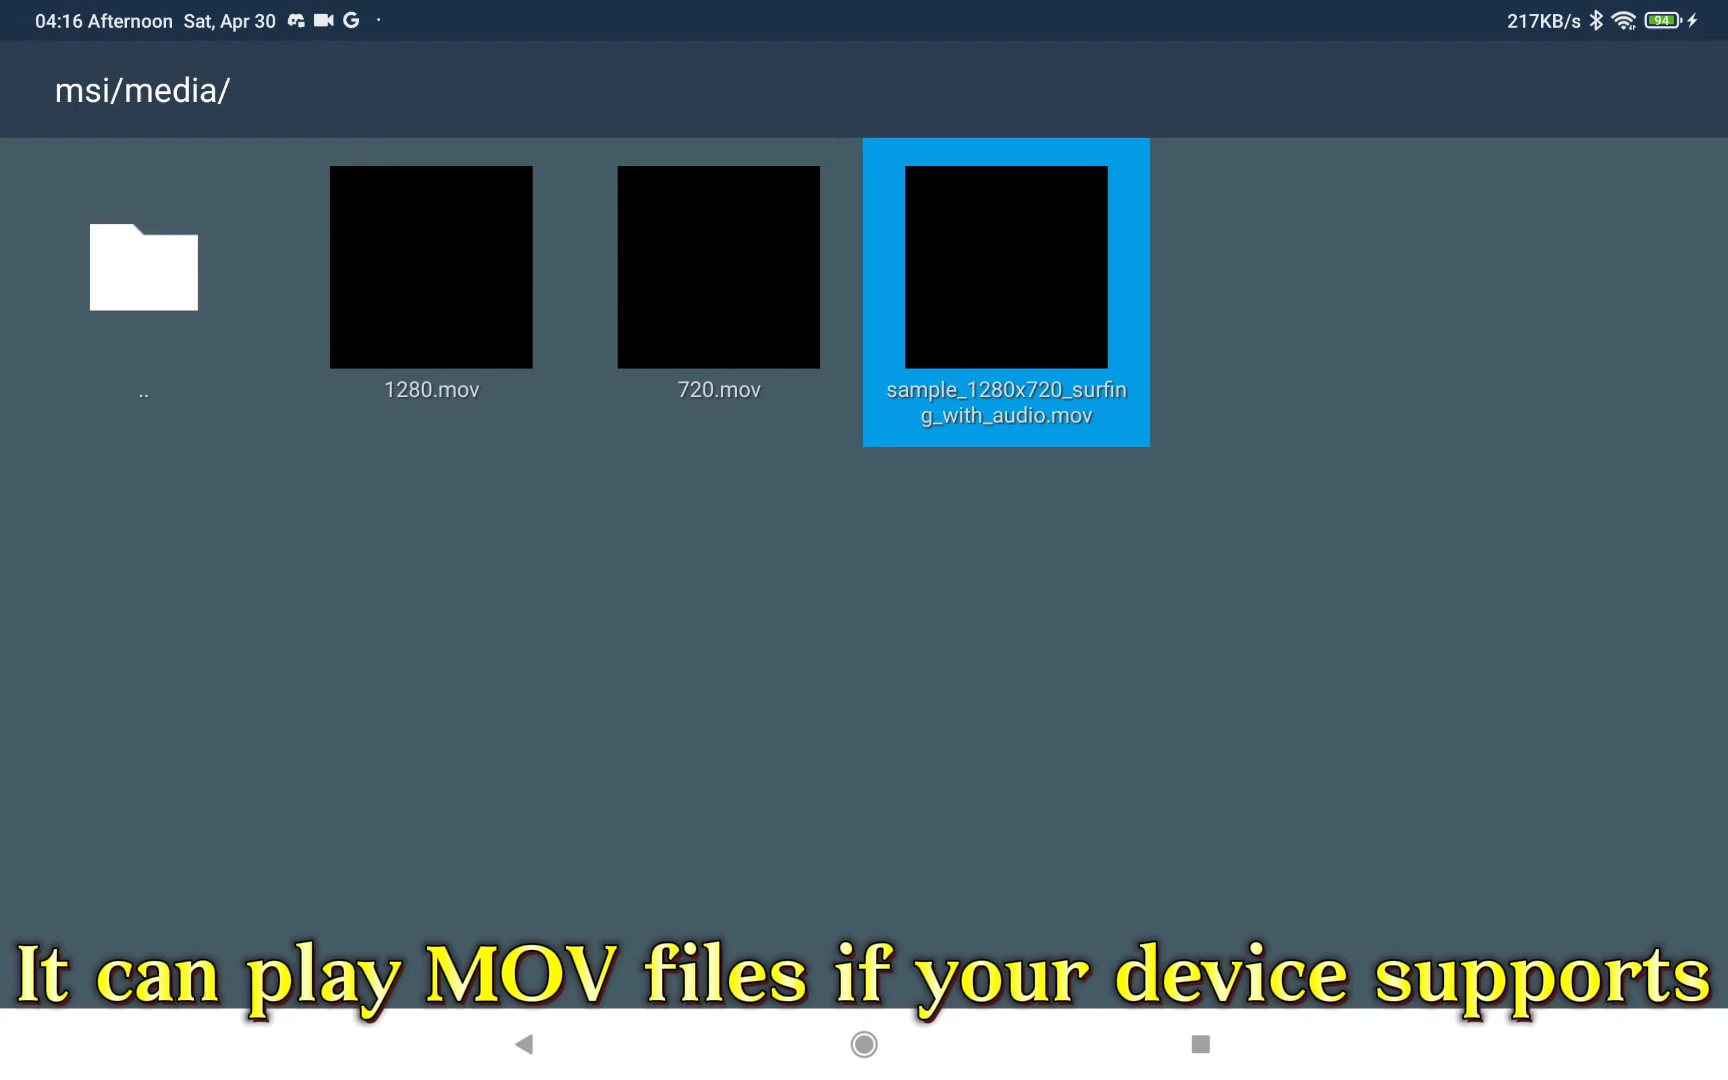 04:16 Afternoon Sat, Apr 30
217KB/s
94
msi/media/
..
1280.mov
720.mov
sample_1280x720_surfin
g_with_audio.mov
It can play MOV files if your device supports